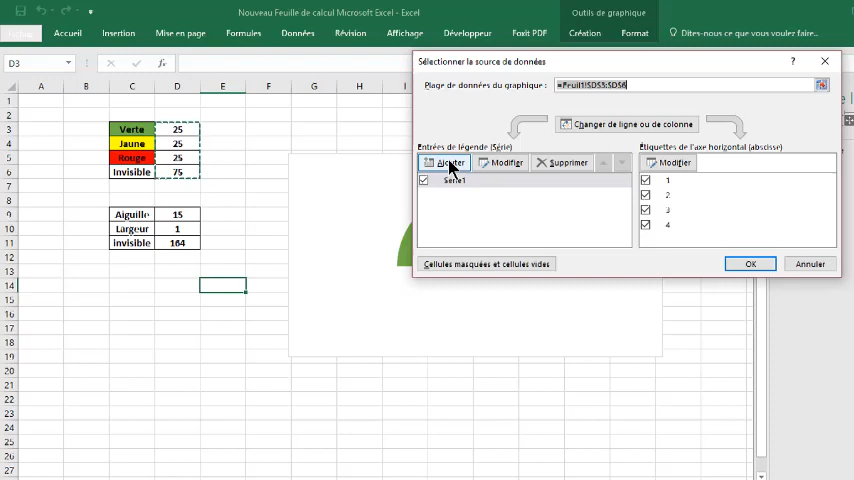 Nouveau Feuille de calcul Microsoft Excel - Excel
Outils de graphique
Fichier Accueil Insertion Mise en page Formules Données Révision Affichage Développeur Foxit PDF Création Format Dites-nous ce que vous voulez faire..
D3
A B C D E F G H I
1
2
3 Verte 25
4 Jaune 25
5 Rouge 25
6 Invisible 75
7
8
9 Aiguille 15
10 Largeur 1
11 invisible 164
12
13
14
15
16
17
18
19
20
21
22
23
24
25
26
27
Sélectionner la source de données
? ×
Plage de données du graphique : =Feuil1!$D$3:$D$6
Changer de ligne ou de colonne
Entrées de légende (Série)
Ajouter Modifier Supprimer
Série1
Étiquettes de l'axe horizontal (abscisse)
Modifier
1
2
3
4
Cellules masquées et cellules vides
OK Annuler